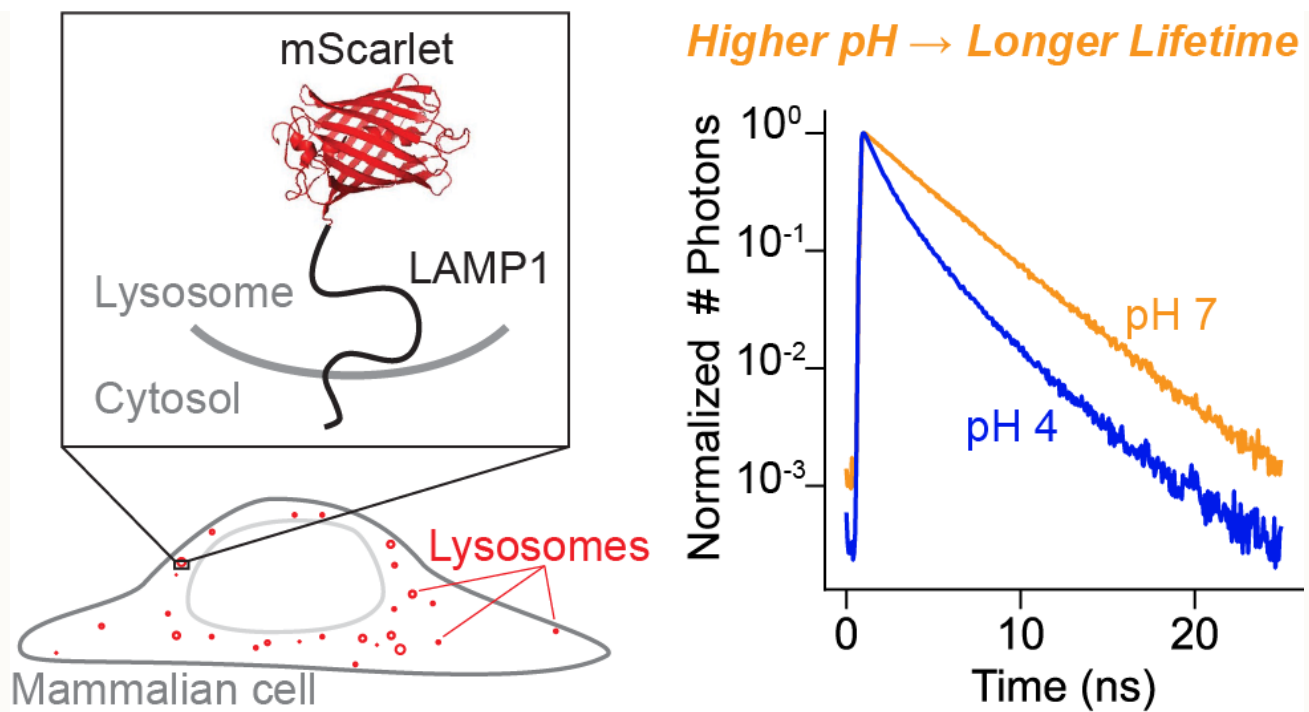 mScarlet
LAMP1
Lysosome
Cytosol
Lysosomes
Mammalian cell
Higher pH → Longer Lifetime
Normalized # Photons
10⁰
10⁻¹
10⁻²
10⁻³
pH 7
pH 4
0 10 20
Time (ns)